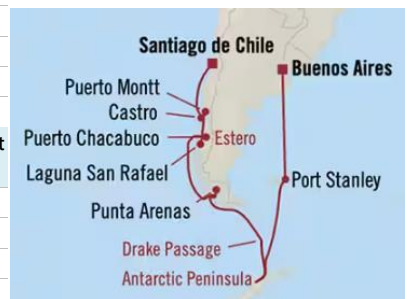 Santiago de Chile
Buenos Aires
Puerto Montt
Castro
Puerto Chacabuco
Estero
t
Laguna San Rafael
Port Stanley
Punta Arenas
Drake Passage
Antarctic Peninsula